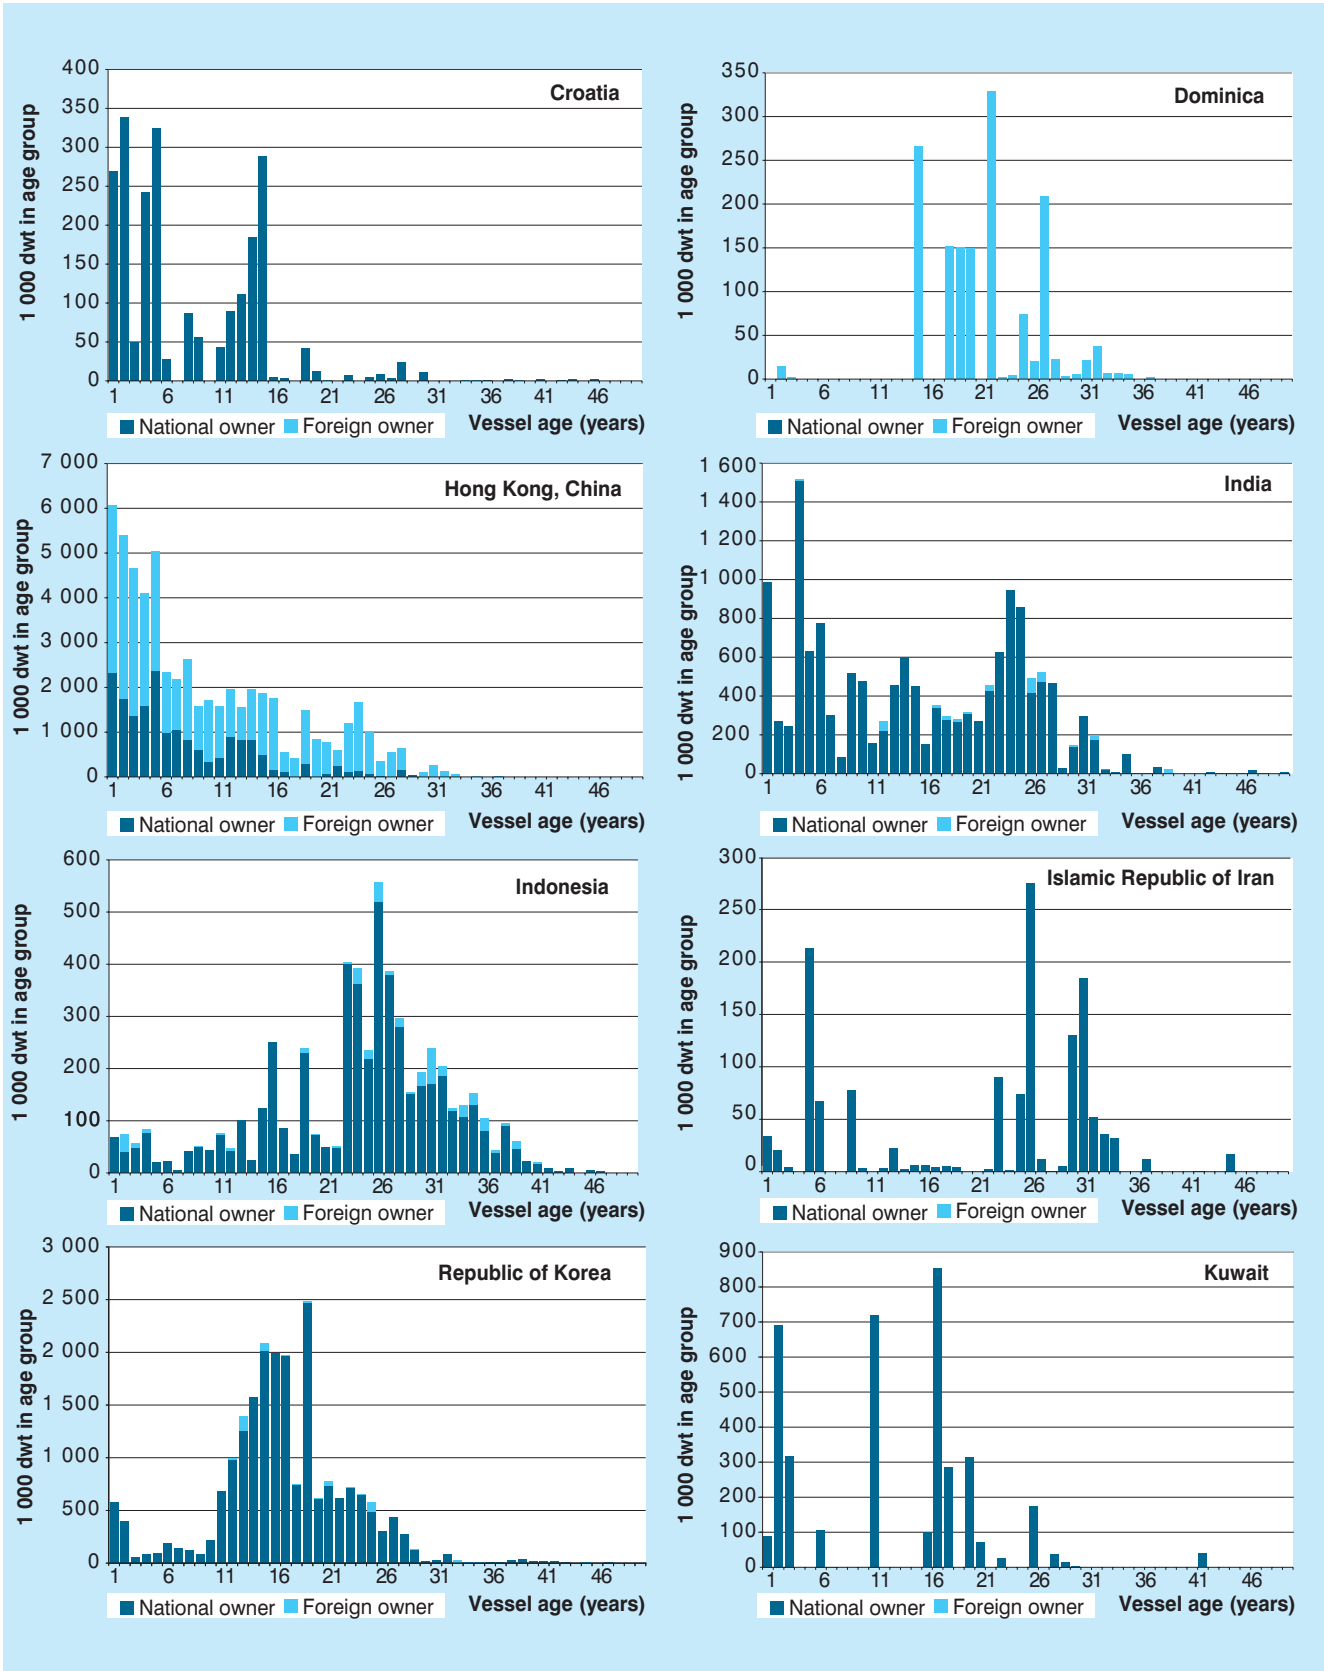 400
350
300
250
200
150
100
50
0
1 000 dwt in age group
Croatia
1 6 11 16 21 26 31 36 41 46
National owner Foreign owner Vessel age (years)
350
300
250
200
150
100
50
0
1 000 dwt in age group
Dominica
1 6 11 16 21 26 31 36 41 46
National owner Foreign owner Vessel age (years)
7 000
6 000
5 000
4 000
3 000
2 000
1 000
0
1 000 dwt in age group
Hong Kong, China
1 6 11 16 21 26 31 36 41 46
National owner Foreign owner Vessel age (years)
1 600
1 400
1 200
1 000
800
600
400
200
0
1 000 dwt in age group
India
1 6 11 16 21 26 31 36 41 46
National owner Foreign owner Vessel age (years)
600
500
400
300
200
100
0
1 000 dwt in age group
Indonesia
1 6 11 16 21 26 31 36 41 46
National owner Foreign owner Vessel age (years)
300
250
200
150
100
50
0
1 000 dwt in age group
Islamic Republic of Iran
1 6 11 16 21 26 31 36 41 46
National owner Foreign owner Vessel age (years)
3 000
2 500
2 000
1 500
1 000
500
0
1 000 dwt in age group
Republic of Korea
1 6 11 16 21 26 31 36 41 46
National owner Foreign owner Vessel age (years)
900
800
700
600
500
400
300
200
100
0
1 000 dwt in age group
Kuwait
1 6 11 16 21 26 31 36 41 46
National owner Foreign owner Vessel age (years)